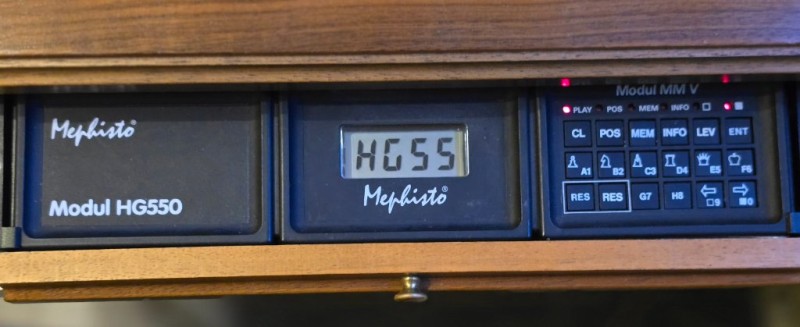 Mephisto
Modul HG550
HG55
Mephisto®
Modul MM V
PLAY POS MEM INFO
CL POS MEM INFO LEV ENT
A1 B2 C3 D4 E5 F6
RES RES G7 H8 9 0